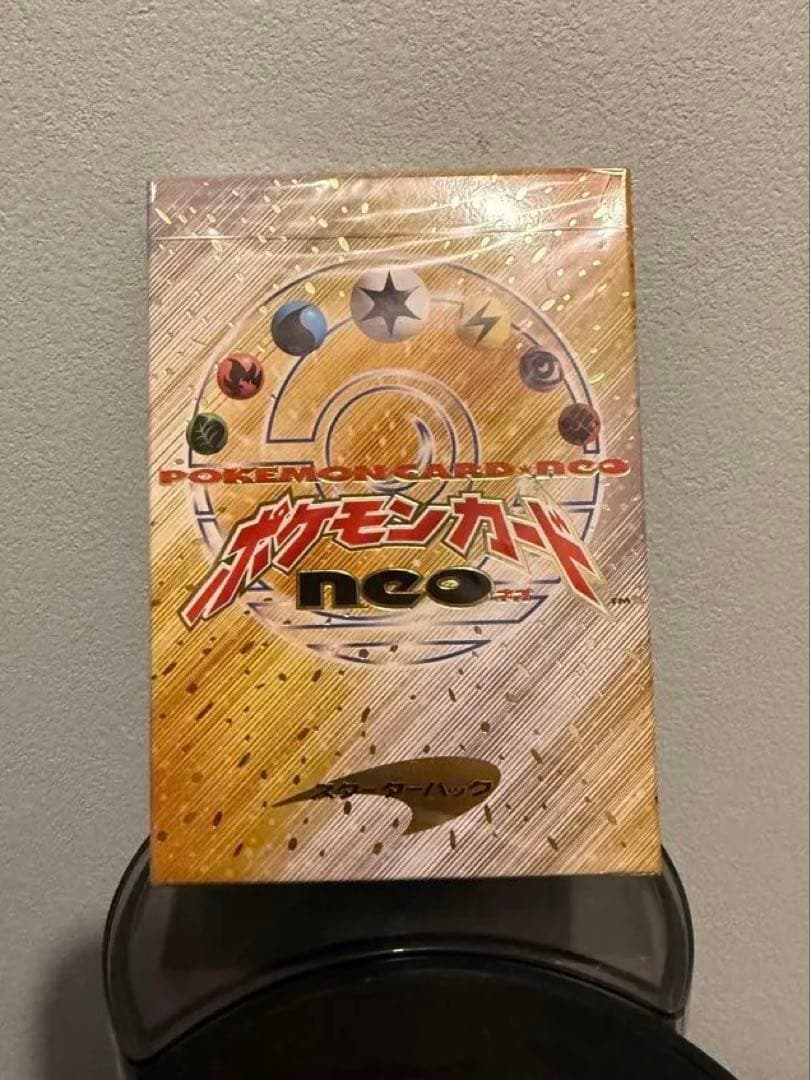 POKEMON CARD★neo
ポケモンカード
neo ネオ
™
スターターパック